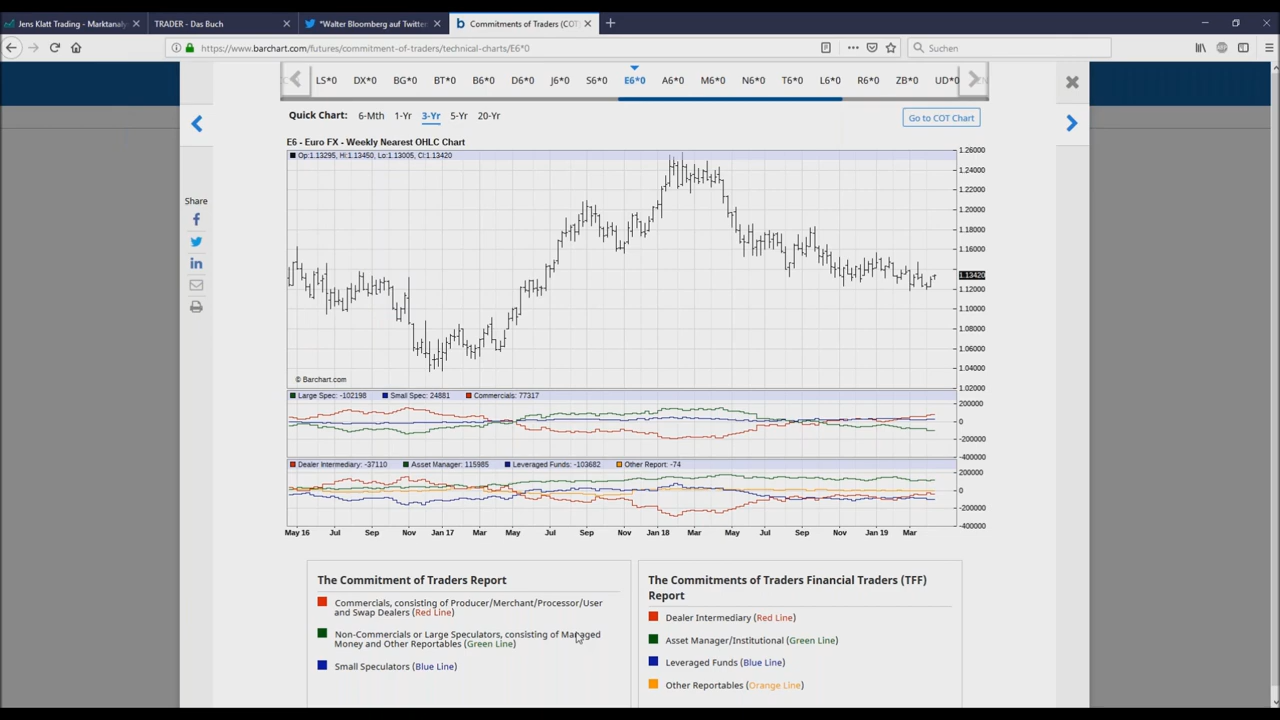 Jens Klatt Trading - Marktanaly
TRADER - Das Buch
*Walter Bloomberg auf Twitter
Commitments of Traders (COT)
https://www.barchart.com/futures/commitment-of-traders/technical-charts/E6*0
Suchen
LS*0 DX*0 BG*0 BT*0 B6*0 D6*0 J6*0 S6*0 E6*0 A6*0 M6*0 N6*0 T6*0 L6*0 R6*0 ZB*0 UD*0
Quick Chart: 6-Mth 1-Yr 3-Yr 5-Yr 20-Yr
Go to COT Chart
E6 - Euro FX - Weekly Nearest OHLC Chart
Op:1.13295, Hi:1.13450, Lo:1.13005, Cl:1.13420
1.26000
1.24000
1.22000
1.20000
1.18000
1.16000
1.14000
1.13420
1.12000
1.10000
1.08000
1.06000
1.04000
1.02000
Share
© Barchart.com
Large Spec: -102198 Small Spec: 24881 Commercials: 77317
200000
0
-200000
-400000
Dealer Intermediary: -37110 Asset Manager: 115985 Leveraged Funds: -103682 Other Report: -74
200000
0
-200000
-400000
May 16 Jul Sep Nov Jan 17 Mar May Jul Sep Nov Jan 18 Mar May Jul Sep Nov Jan 19 Mar
The Commitment of Traders Report
Commercials, consisting of Producer/Merchant/Processor/User
and Swap Dealers (Red Line)
Non-Commercials or Large Speculators, consisting of Managed
Money and Other Reportables (Green Line)
Small Speculators (Blue Line)
The Commitments of Traders Financial Traders (TFF)
Report
Dealer Intermediary (Red Line)
Asset Manager/Institutional (Green Line)
Leveraged Funds (Blue Line)
Other Reportables (Orange Line)